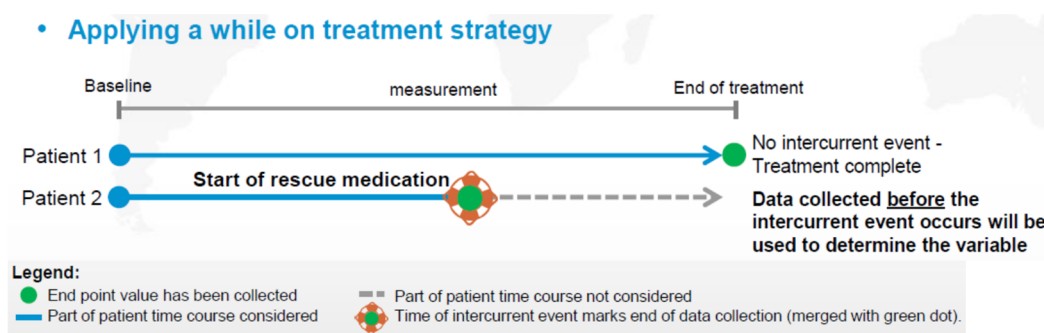 • Applying a while on treatment strategy
Baseline
measurement
End of treatment
Patient 1
No intercurrent event -
Treatment complete
Start of rescue medication
Patient 2
Data collected before the
intercurrent event occurs will be
used to determine the variable
Legend:
End point value has been collected
Part of patient time course considered
Part of patient time course not considered
Time of intercurrent event marks end of data collection (merged with green dot).